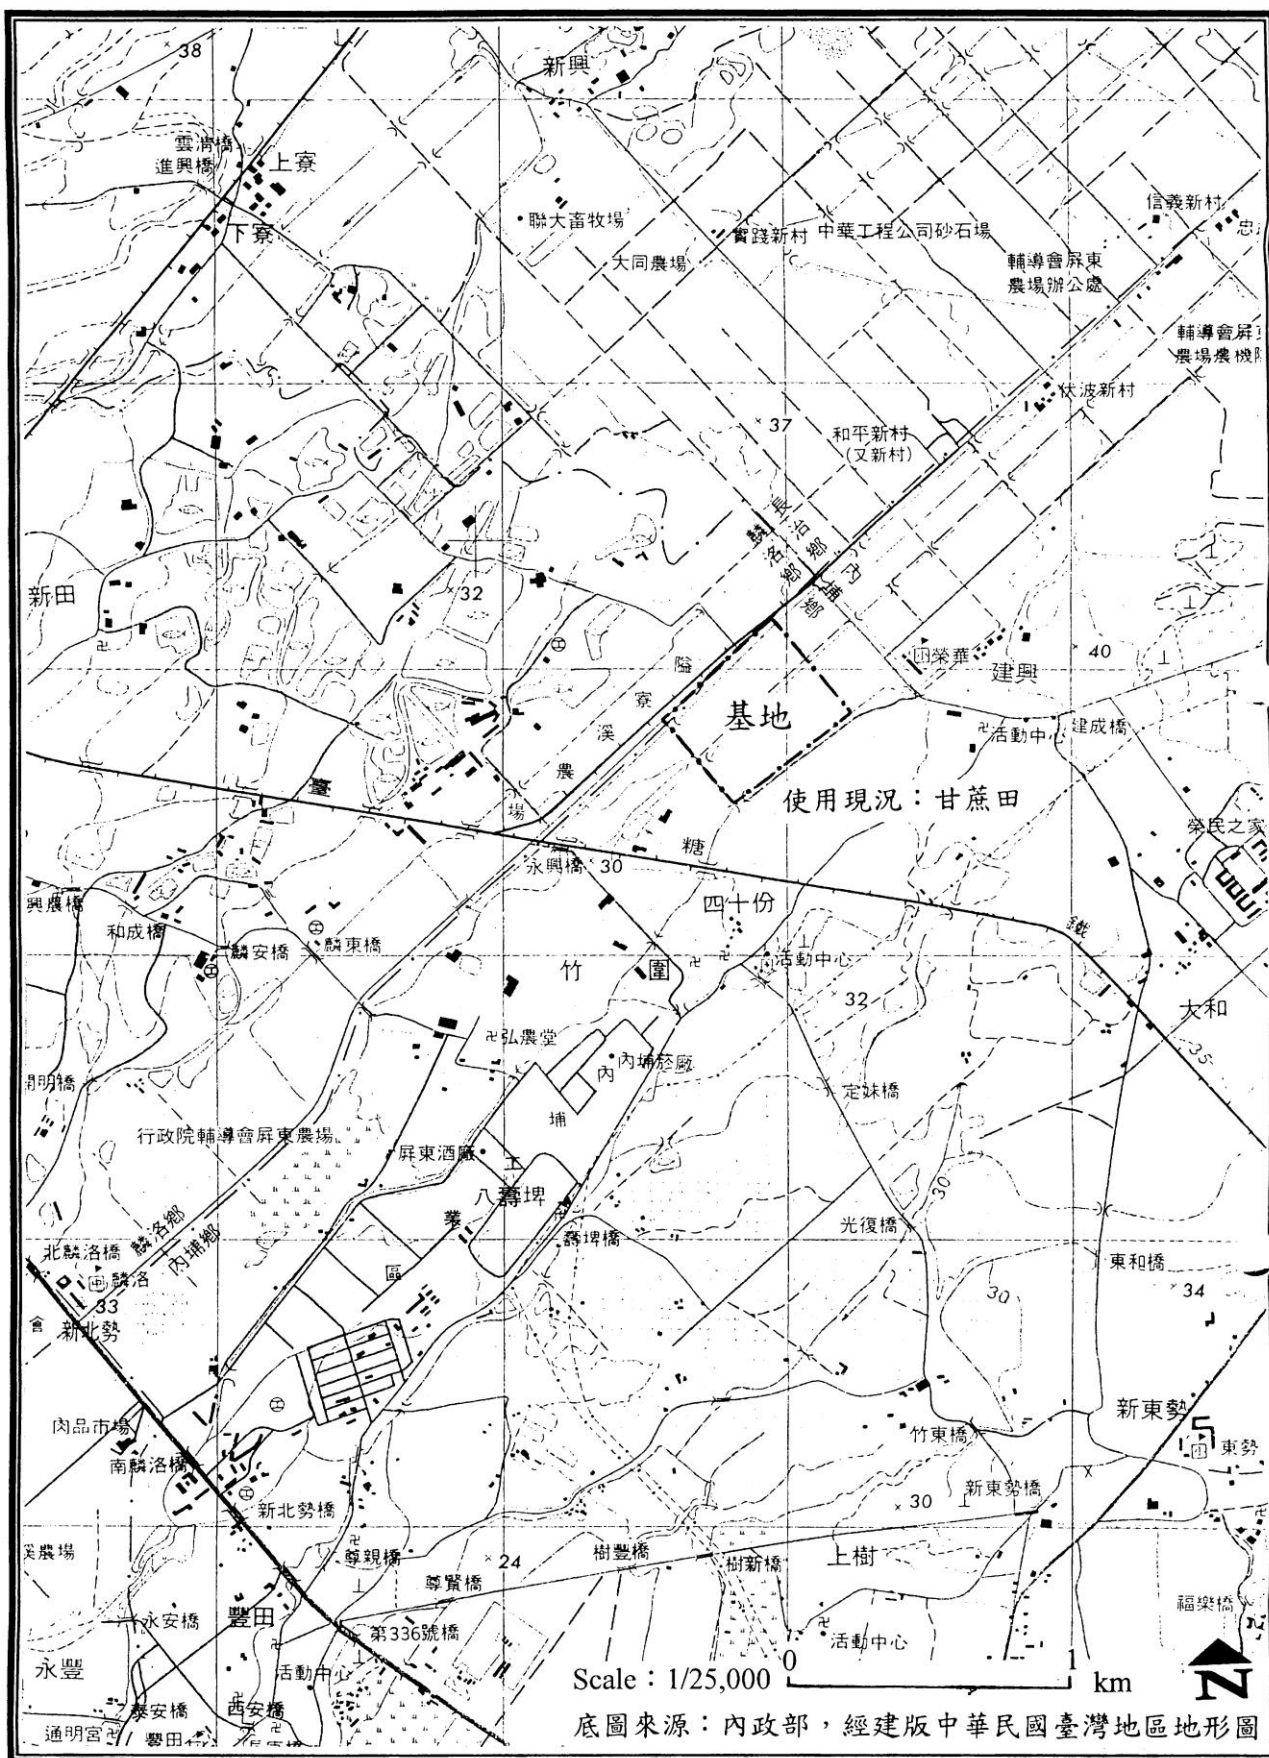 38
新興
雲濱橋
進興橋
上寮
下寮
聯大畜牧場
實踐新村
中華工程公司砂石場
信義新村
大同農場
輔導會屏東
農場辦公處
農場農機
伏波新村
37
和平新村
(又新村)
長治鄉
麟洛鄉
內埔鄉
新田
32
榮華
建興
40
隘寮溪農場
基地
活動中心
建成橋
使用現況：甘蔗田
臺糖鐵
榮民之家
永興橋
30
四十份
興農橋
和成橋
麟安橋
麟東橋
竹圍
活動中心
32
大和
35
弘農堂
內埔菸廠
開明橋
定妹橋
行政院輔導會屏東農場
屏東酒廠
內埔工業區
八壽埤
壽埤橋
30
光復橋
麟洛鄉
內埔鄉
北麟洛橋
麟洛
33
新北勢
東和橋
30
34
肉品市場
南麟洛橋
新東勢
東勢
竹東橋
新東勢橋
30
新北勢橋
尊親橋
24
尊賢橋
樹豐橋
樹新橋
上樹
福樂橋
溪農場
永安橋
豐田
第336號橋
活動中心
活動中心
永豐
泰安橋
西安橋
通明宮
豐田
0
1
Scale：1/25,000
km
N
底圖來源：內政部，經建版中華民國臺灣地區地形圖